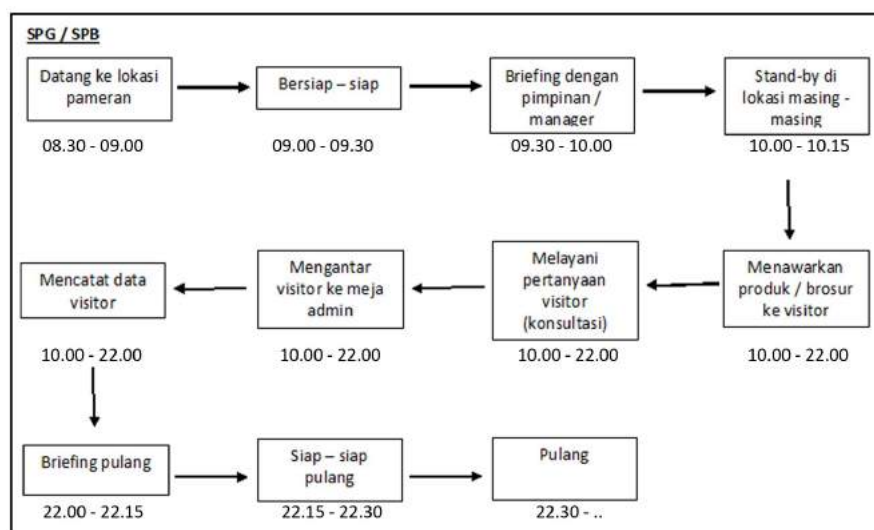 SPG / SPB
Datang ke lokasi
pameran
08.30 - 09.00
Bersiap – siap
09.00 - 09.30
Briefing dengan
pimpinan /
manager
09.30 - 10.00
Stand-by di
lokasi masing -
masing
10.00 - 10.15
Menawarkan
produk / brosur
ke visitor
10.00 - 22.00
Melayani
pertanyaan
visitor
(konsultasi)
10.00 - 22.00
Mengantar
visitor ke meja
admin
10.00 - 22.00
Mencatat data
visitor
10.00 - 22.00
Briefing pulang
22.00 - 22.15
Siap – siap
pulang
22.15 - 22.30
Pulang
22.30 - ..